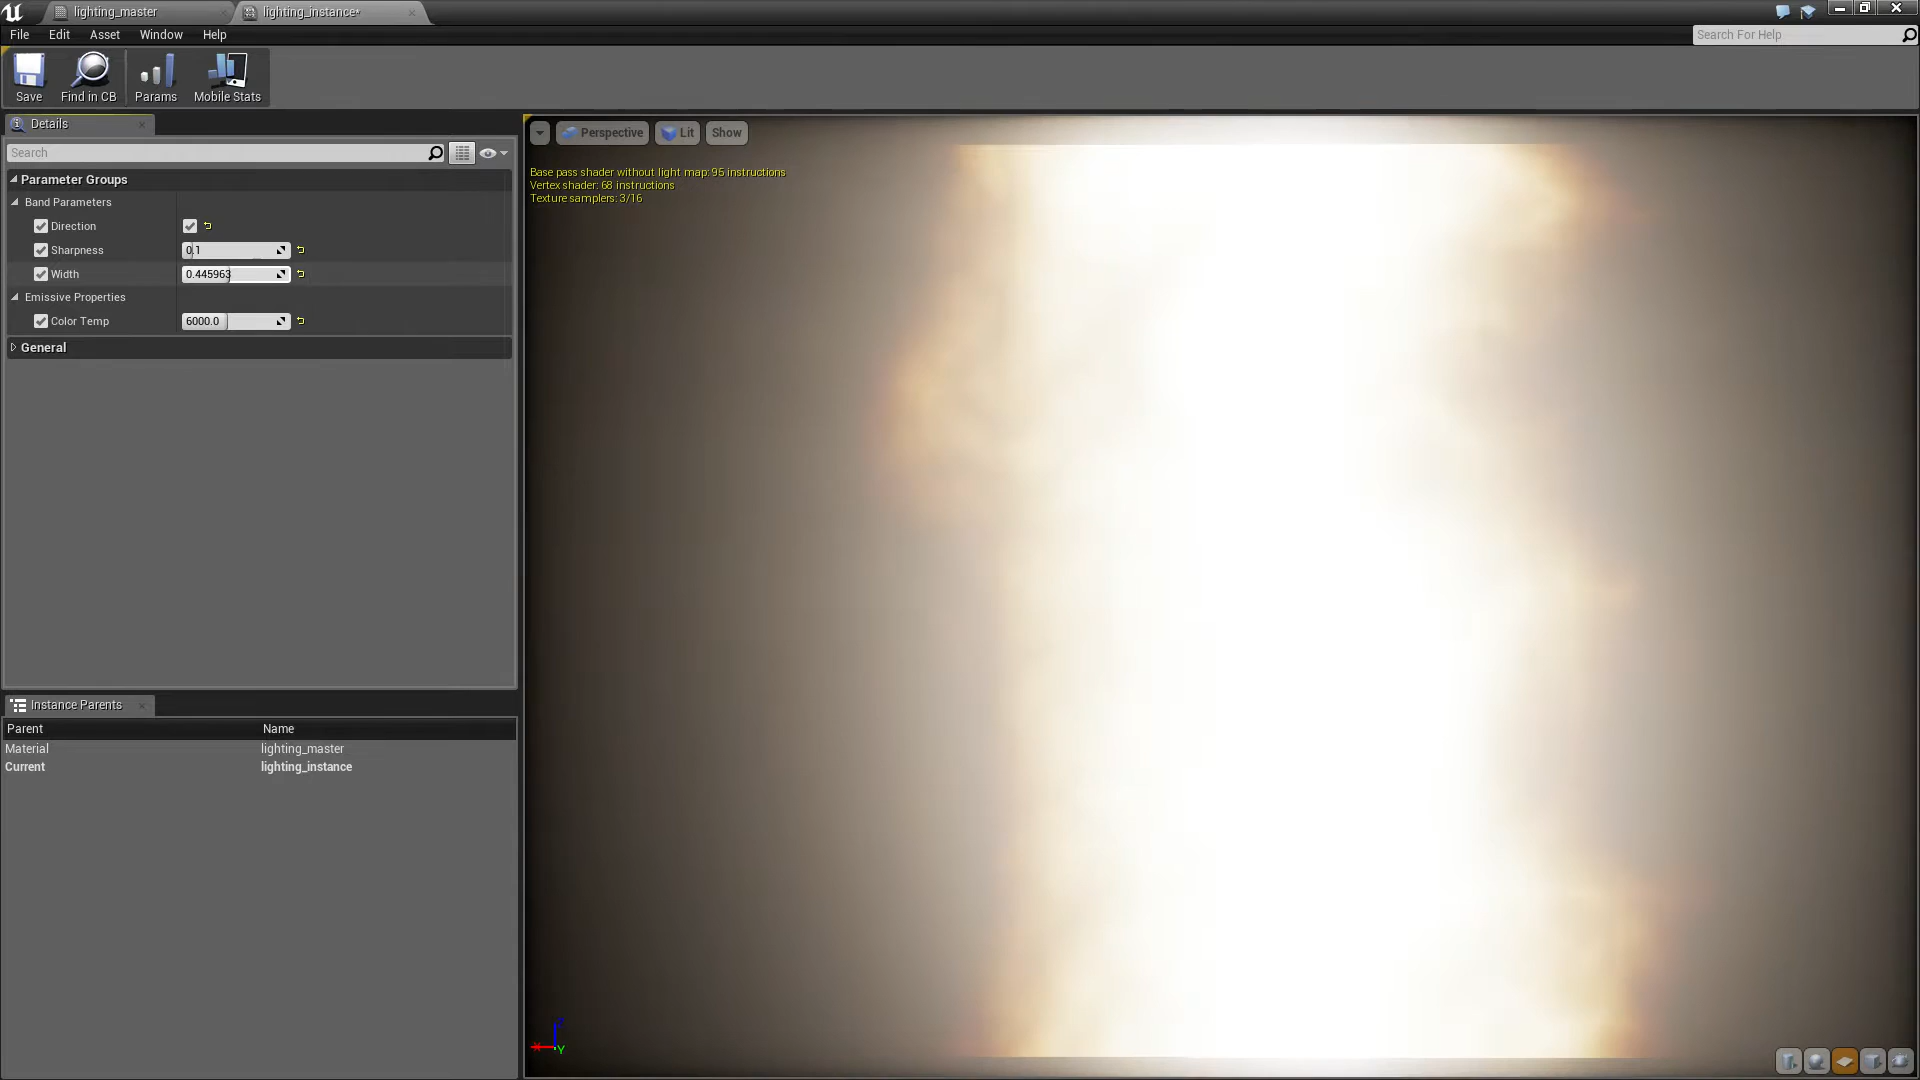 lighting_master
lighting_instance*
File Edit Asset Window Help
Search For Help
Save Find in CB Params Mobile Stats
Details
Search
Parameter Groups
Band Parameters
Direction
Sharpness 0.1
Width 0.445963
Emissive Properties
Color Temp 6000.0
General
Instance Parents
Parent Name
Material lighting_master
Current lighting_instance
Perspective Lit Show
Base pass shader without light map: 95 instructions
Vertex shader: 68 instructions
Texture samplers: 3/16
X Z Y